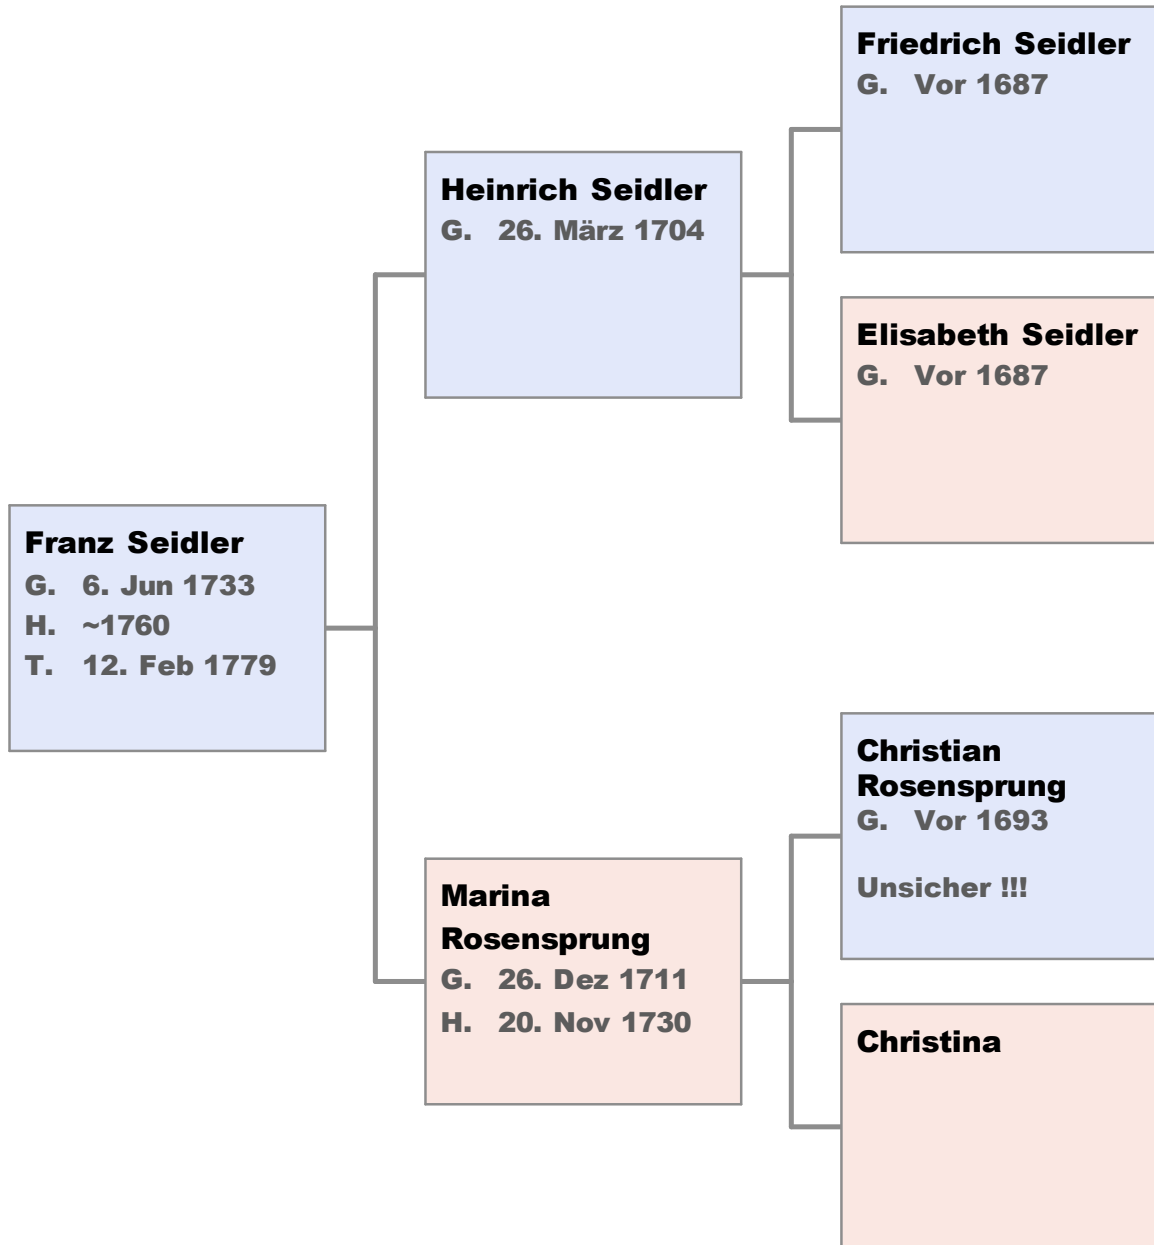 Friedrich Seidler
G. Vor 1687
Heinrich Seidler
G. 26. März 1704
Elisabeth Seidler
G. Vor 1687
Franz Seidler
G. 6. Jun 1733
H. ~1760
T. 12. Feb 1779
Christian
Rosensprung
G. Vor 1693
Unsicher !!!
Marina
Rosensprung
G. 26. Dez 1711
H. 20. Nov 1730
Christina